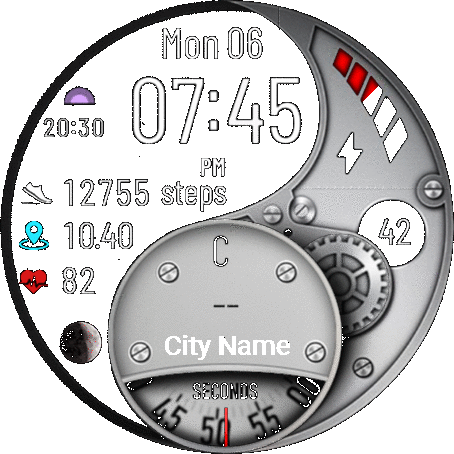 Mon 06
07:45
20:30
PM
12755 steps
10.40
42
82
C
--
City Name
SECONDS
45 50 55 00